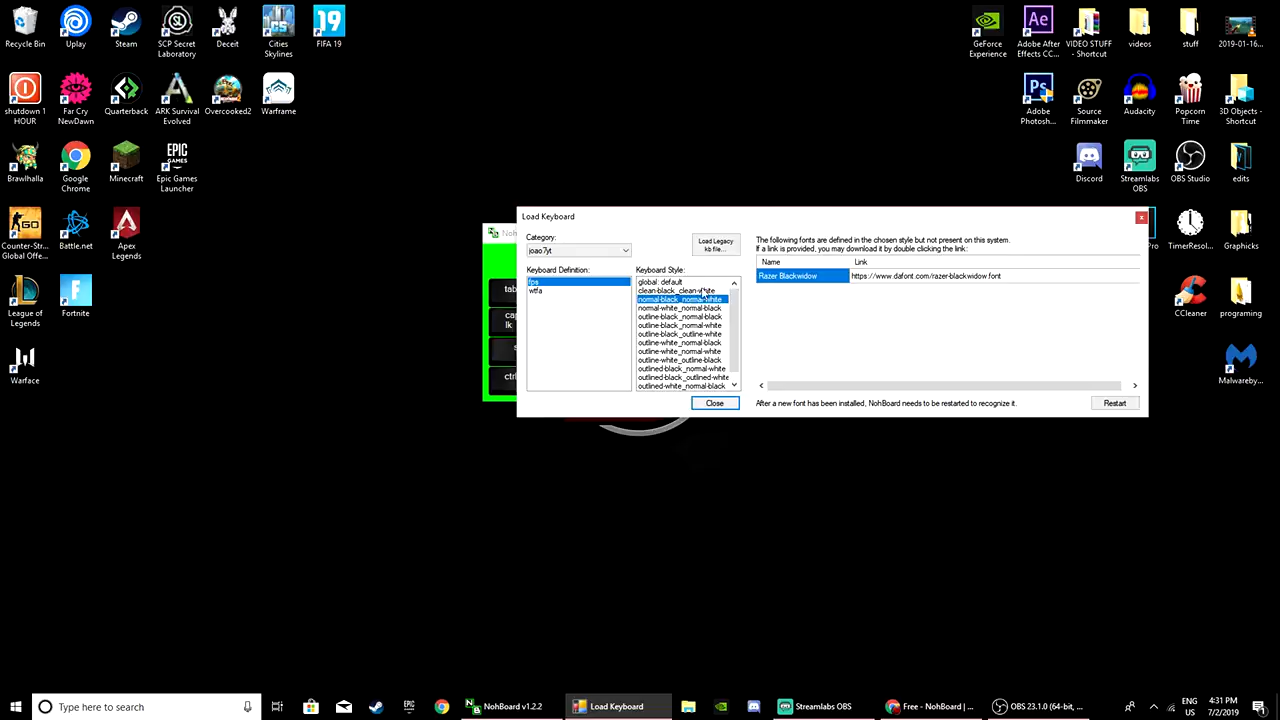 Recycle Bin
Uplay
Steam
SCP Secret
Laboratory
Deceit
Cities
Skylines
FIFA 19
GeForce
Experience
Adobe After
Effects CC...
VIDEO STUFF
- Shortcut
videos
stuff
2019-01-16...
shutdown 1
HOUR
Far Cry
NewDawn
Quarterback
ARK Survival
Evolved
Overcooked2
Warframe
Adobe
Photosh...
Source
Filmmaker
Audacity
Popcorn
Time
3D Objects -
Shortcut
Brawlhalla
Google
Chrome
Minecraft
Epic Games
Launcher
Discord
Streamlabs
OBS
OBS Studio
edits
Counter-Str...
Global Offe...
Battle.net
Apex
Legends
Pro
TimerResol...
Graphics
League of
Legends
Fortnite
CCleaner
programing
Warface
Malwareby...
Noh
tab
ctrl
Load Keyboard
x
Category:
joao7yt
Load Legacy
kb file...
Keyboard Definition:
fps
wtfa
Keyboard Style:
global: default
clean-black_clean-white
normal-black_normal-white
normal-white_normal-black
outline-black_normal-black
outline-black_normal-white
outline-black_outline-white
outline-white_normal-black
outline-white_normal-white
outline-white_outline-black
outlined-black_normal-white
outlined-black_outlined-white
outlined-white_normal-black
Close
The following fonts are defined in the chosen style but not present on this system.
If a link is provided, you may download it by double clicking the link:
Name Link
Razer Blackwidow https://www.dafont.com/razer-blackwidow.font
After a new font has been installed, NohBoard needs to be restarted to recognize it.
Restart
Type here to search
NohBoard v1.2.2
Load Keyboard
Streamlabs OBS
Free - NohBoard | ...
OBS 23.1.0 (64-bit, ...
ENG
US
4:31 PM
7/2/2019